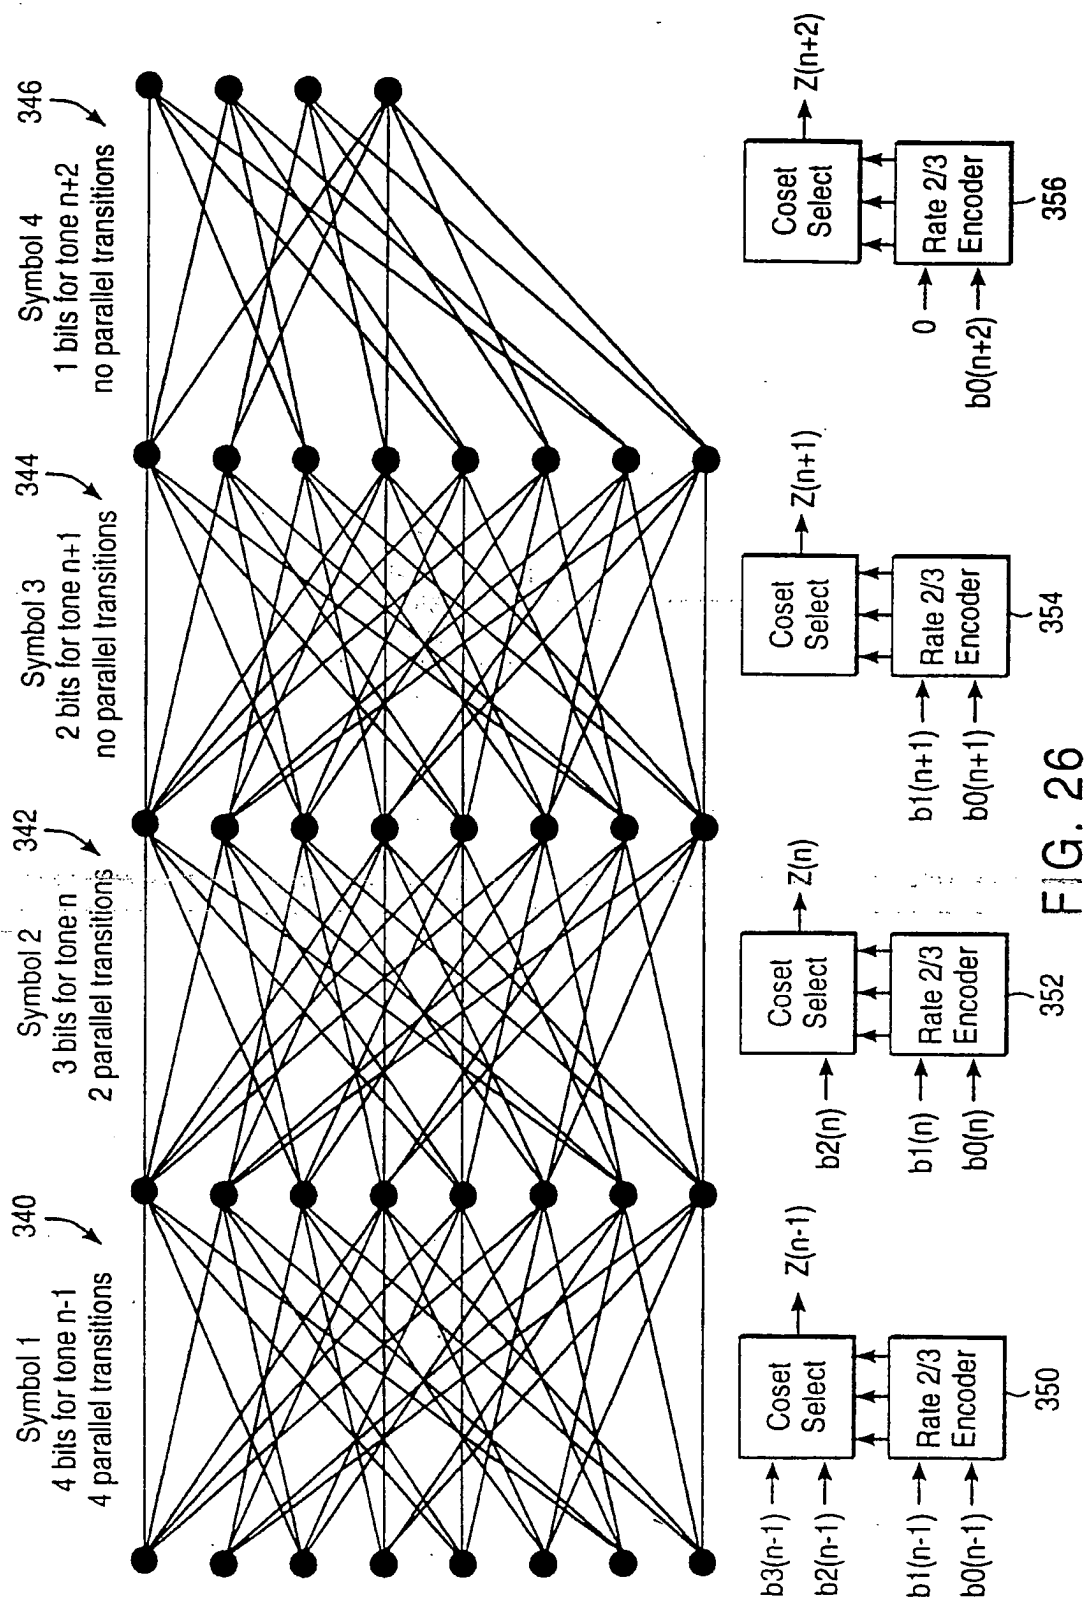 Symbol 1
4 bits for tone n-1
4 parallel transitions
340
Symbol 2
3 bits for tone n
2 parallel transitions
342
Symbol 3
2 bits for tone n+1
no parallel transitions
344
Symbol 4
1 bits for tone n+2
no parallel transitions
346
b3(n-1)
b2(n-1)
Coset
Select
Z(n-1)
b1(n-1)
b0(n-1)
Rate 2/3
Encoder
350
b2(n)
Coset
Select
Z(n)
b1(n)
b0(n)
Rate 2/3
Encoder
352
Coset
Select
Z(n+1)
b1(n+1)
b0(n+1)
Rate 2/3
Encoder
354
Coset
Select
Z(n+2)
0
b0(n+2)
Rate 2/3
Encoder
356
FIG. 26